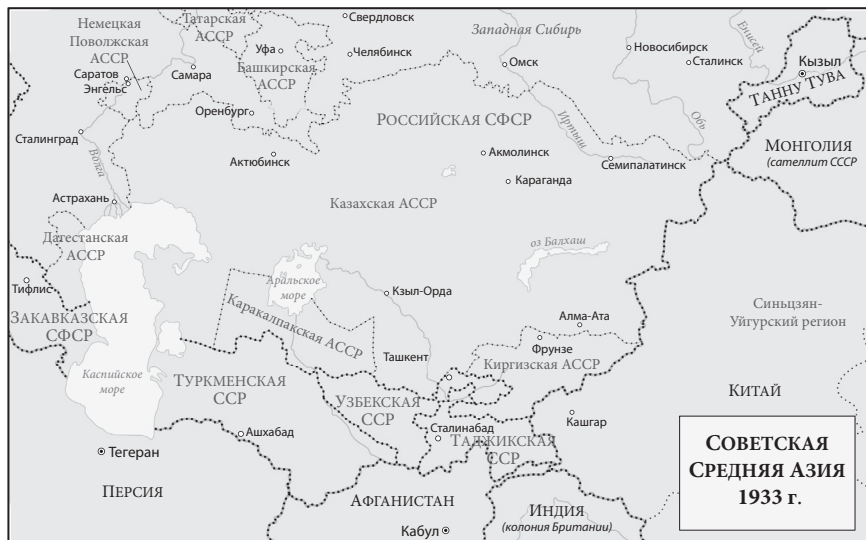 Немецкая
Поволжская
АССР
Татарская
АССР
Свердловск
Западная Сибирь
Енисей
Уфа
Челябинск
Новосибирск
Сталинск
Кызыл
Саратов
Энгельс
Самара
Башкирская
АССР
Омск
ТАННУ ТУВА
Оренбург
РОССИЙСКАЯ СФСР
Иртыш
Обь
Сталинград
МОНГОЛИЯ
(сателлит СССР
Волга
Актюбинск
Акмолинск
Семипалатинск
Караганда
Астрахань
Казахская АССР
Дагестанская
АССР
оз Балхаш
Тифлис
Аральское
море
Кзыл-Орда
Синьцзян-
Уйгурский регион
ЗАКАВКАЗСКАЯ
СФСР
Каракалпакская АССР
Алма-Ата
Фрунзе
Ташкент
Киргизская АССР
Каспийское
море
ТУРКМЕНСКАЯ
ССР
УЗБЕКСКАЯ
ССР
КИТАЙ
Кашгар
Ашхабад
Сталинабад
ТАДЖИКСКАЯ
ССР
Тегеран
ПЕРСИЯ
АФГАНИСТАН
Кабул
ИНДИЯ
(колония Британии)
СОВЕТСКАЯ
СРЕДНЯЯ АЗИЯ
1933 г.